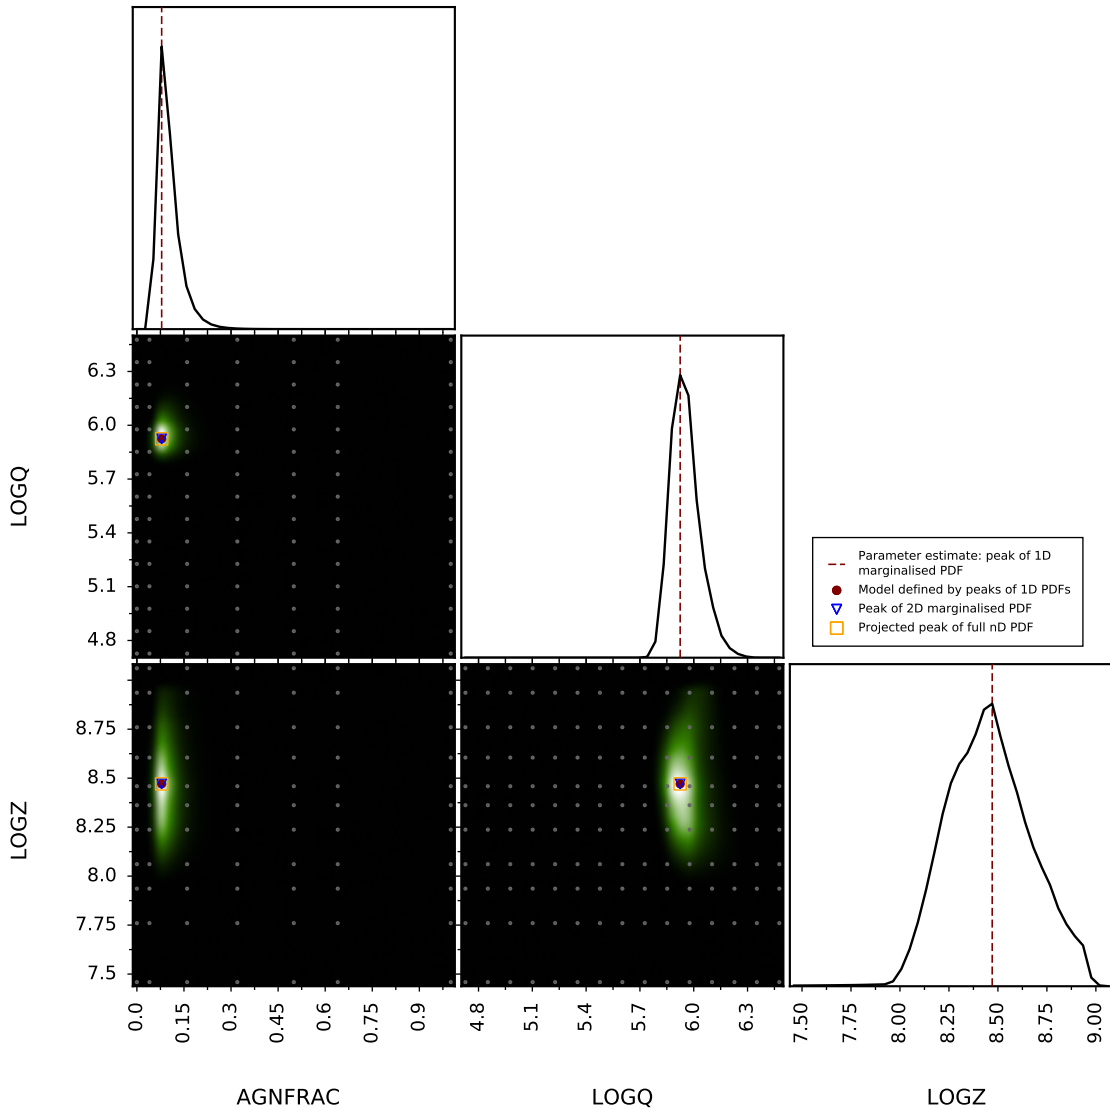 6.3
6.0
5.7
5.4
5.1
4.8
LOGQ
Parameter estimate: peak of 1D
marginalised PDF
Model defined by peaks of 1D PDFs
Peak of 2D marginalised PDF
Projected peak of full nD PDF
8.75
8.5
8.25
8.0
7.75
7.5
LOGZ
0.0 0.15 0.3 0.45 0.6 0.75 0.9
4.8 5.1 5.4 5.7 6.0 6.3
7.50 7.75 8.00 8.25 8.50 8.75 9.00
AGNFRAC
LOGQ
LOGZ